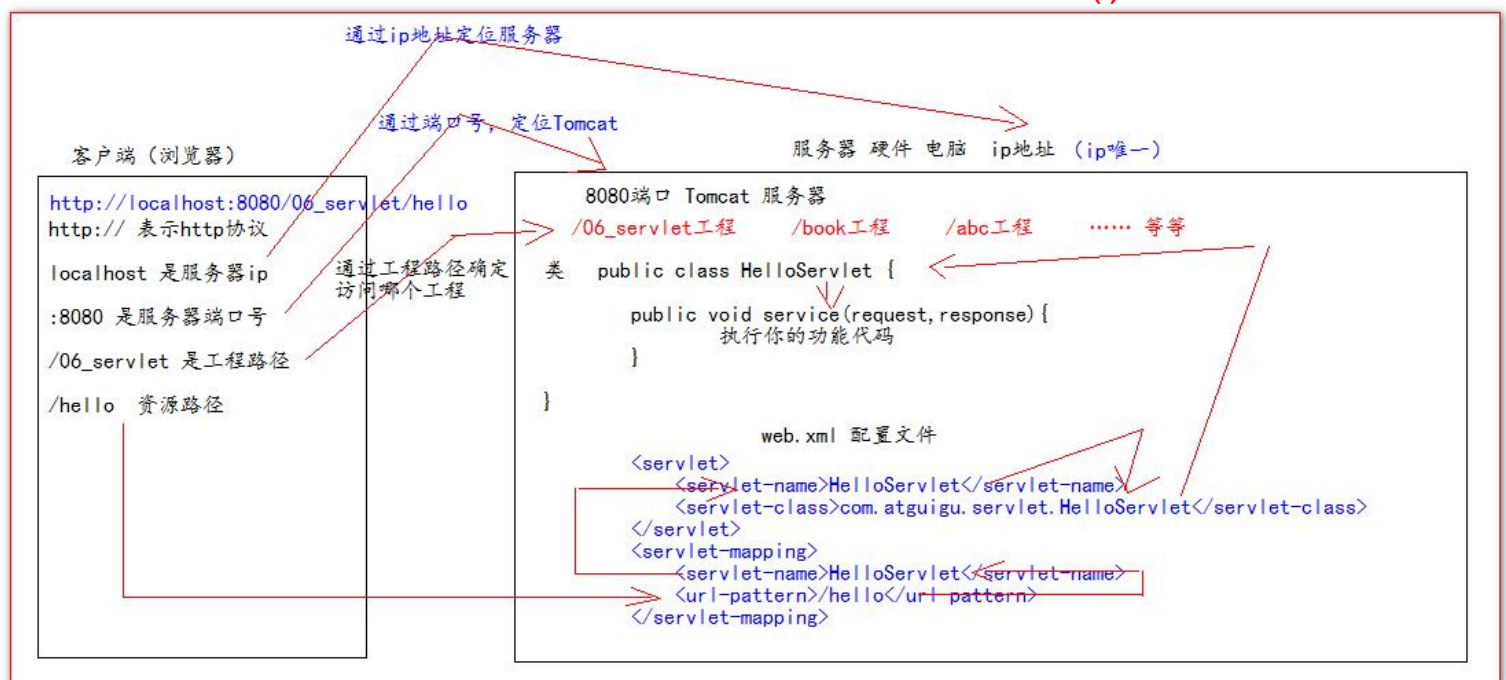 通过ip地址定位服务器
通过端口号，定位Tomcat
客户端（浏览器）
服务器 硬件 电脑 ip地址（ip唯一）
http://localhost:8080/06_servlet/hello
http:// 表示http协议
localhost 是服务器ip
:8080 是服务器端口号
/06_servlet 是工程路径
/hello 资源路径
通过工程路径确定
访问哪个工程
8080端口 Tomcat 服务器
/06_servlet工程 /book工程 /abc工程 …… 等等
类 public class HelloServlet {
public void service(request,response){
执行你的功能代码
}
}
web.xml 配置文件
<servlet>
<servlet-name>HelloServlet</servlet-name>
<servlet-class>com.atguigu.servlet.HelloServlet</servlet-class>
</servlet>
<servlet-mapping>
<servlet-name>HelloServlet</servlet-name>
<url-pattern>/hello</url-pattern>
</servlet-mapping>